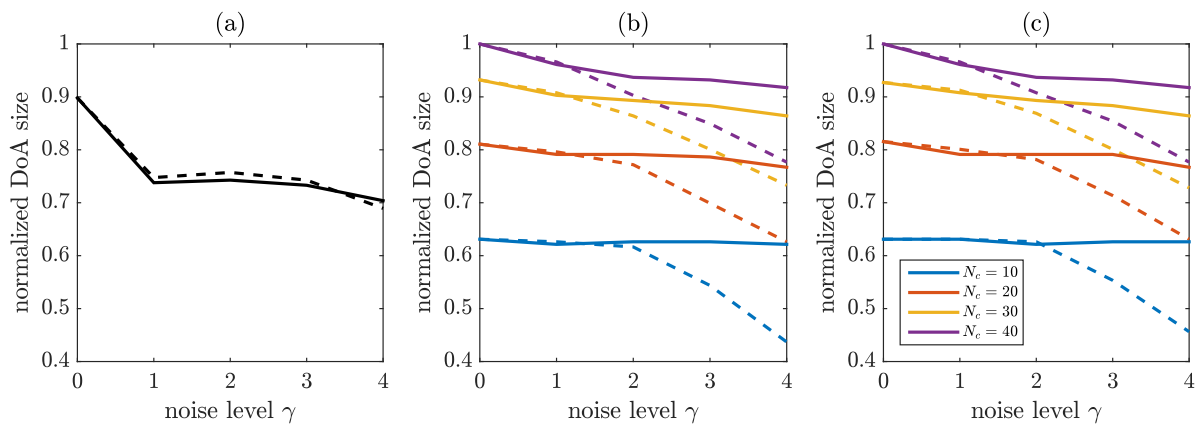 (a)
1
0.9
0.8
0.7
0.6
0.5
0.4
normalized DoA size
0 1 2 3 4
noise level γ
(b)
1
0.9
0.8
0.7
0.6
0.5
0.4
normalized DoA size
0 1 2 3 4
noise level γ
(c)
1
0.9
0.8
0.7
0.6
0.5
0.4
normalized DoA size
N_c = 10
N_c = 20
N_c = 30
N_c = 40
0 1 2 3 4
noise level γ